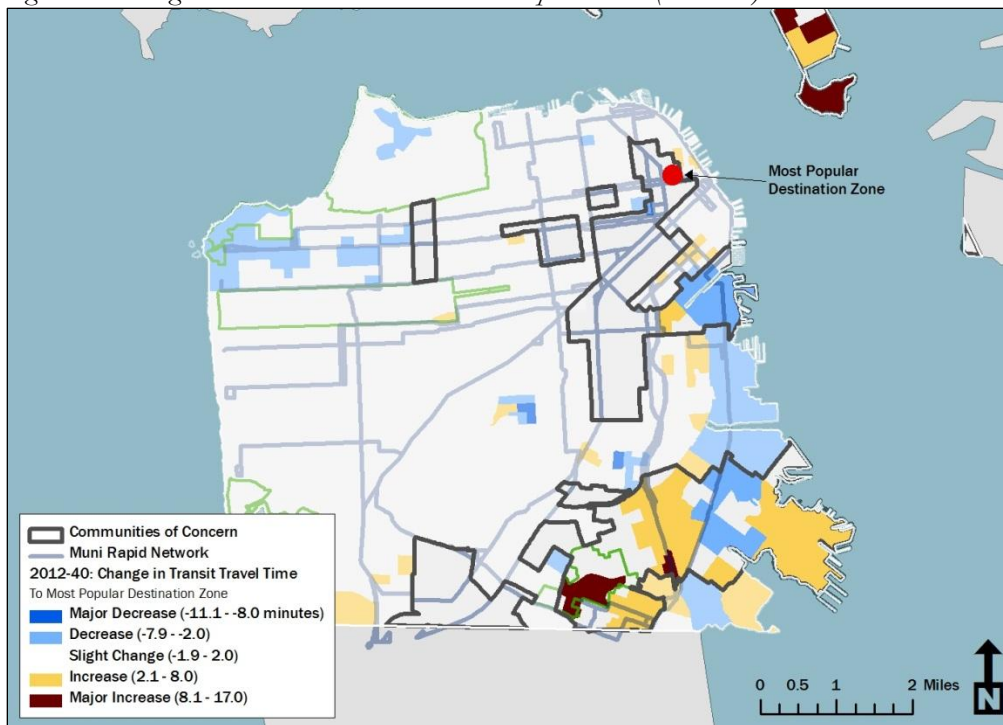 Most Popular
Destination Zone
Communities of Concern
Muni Rapid Network
2012-40: Change in Transit Travel Time
To Most Popular Destination Zone
Major Decrease (-11.1 - -8.0 minutes)
Decrease (-7.9 - -2.0)
Slight Change (-1.9 - 2.0)
Increase (2.1 - 8.0)
Major Increase (8.1 - 17.0)
0 0.5 1 2 Miles
N